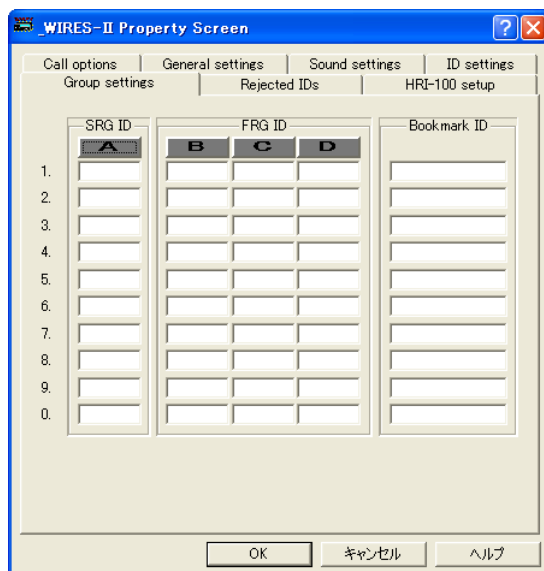 _WIRES-II Property Screen
Call options General settings Sound settings ID settings
Group settings Rejected IDs HRI-100 setup
SRG ID FRG ID Bookmark ID
A B C D
1.
2.
3.
4.
5.
6.
7.
8.
9.
0.
OK キャンセル ヘルプ